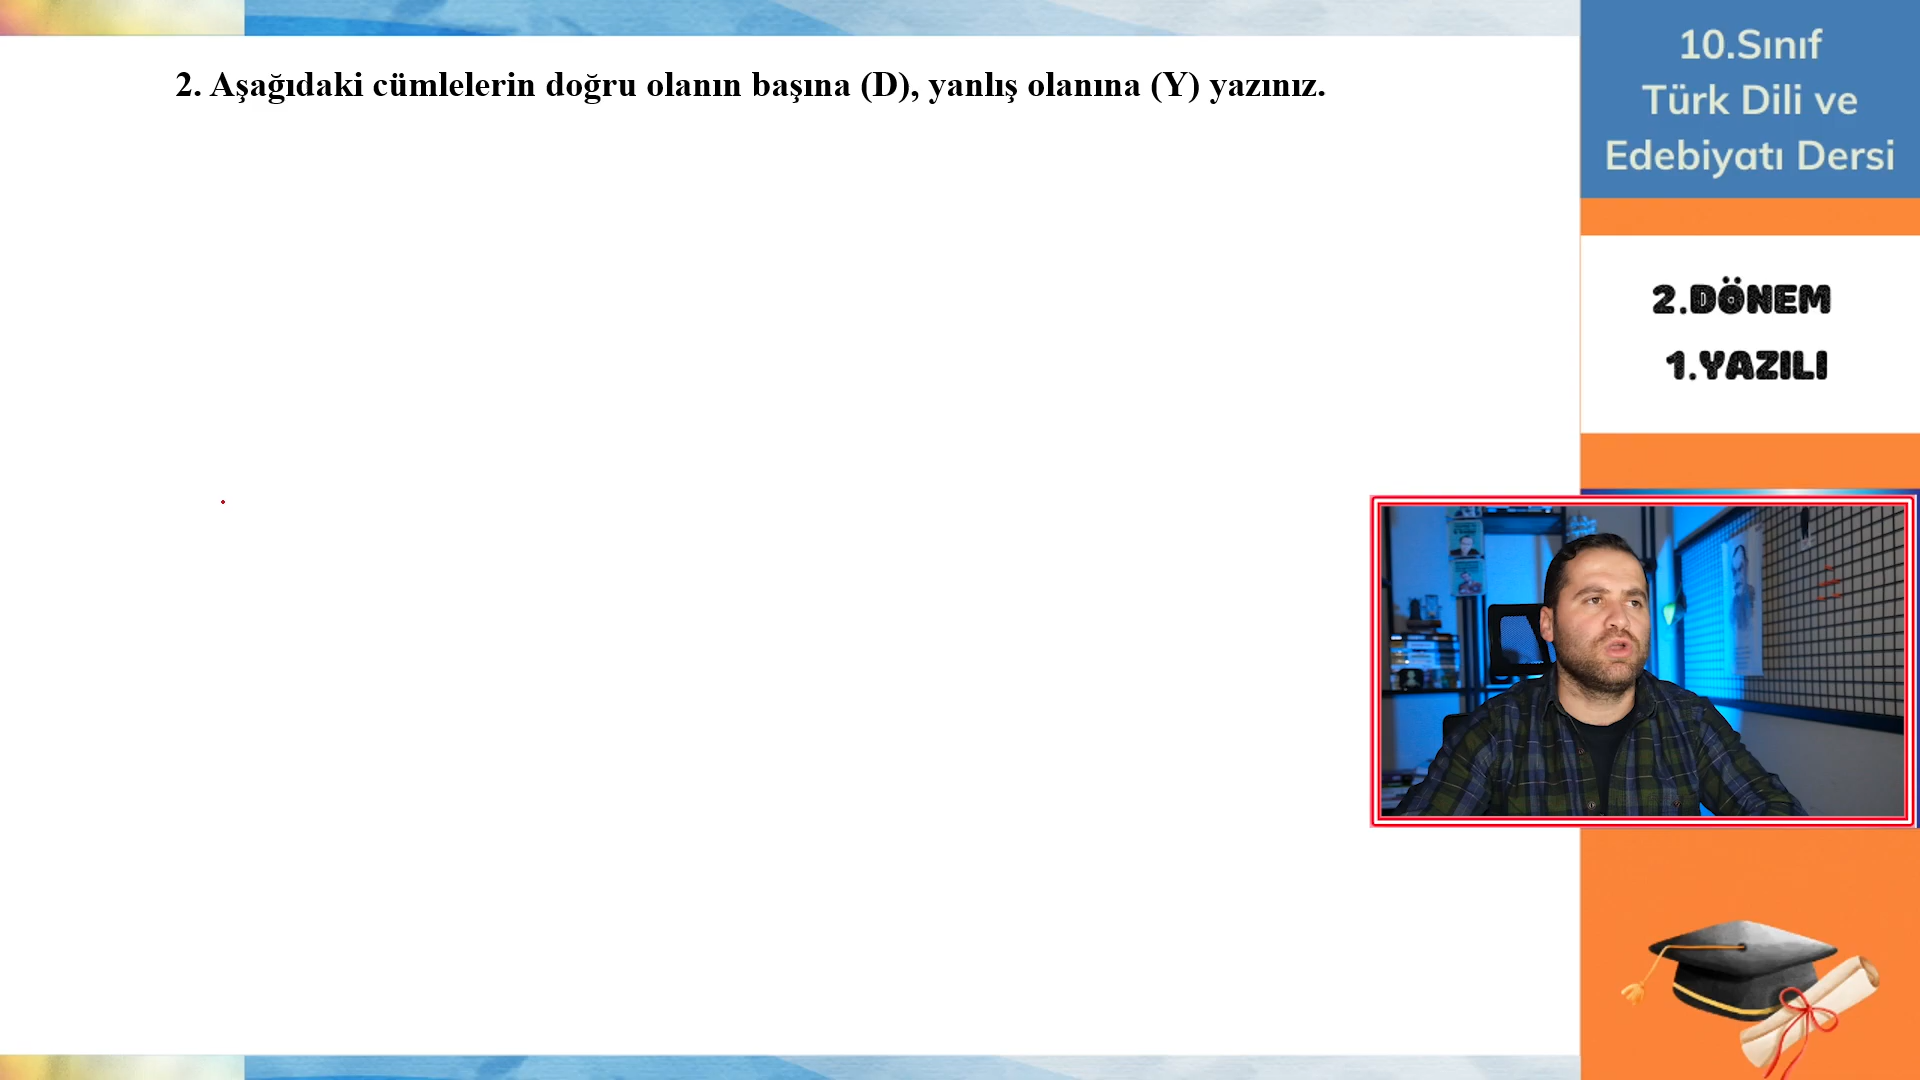 2. Aşağıdaki cümlelerin doğru olanın başına (D), yanlış olanına (Y) yazınız.
10.Sınıf
Türk Dili ve
Edebiyatı Dersi
2.DÖNEM
1.YAZILI